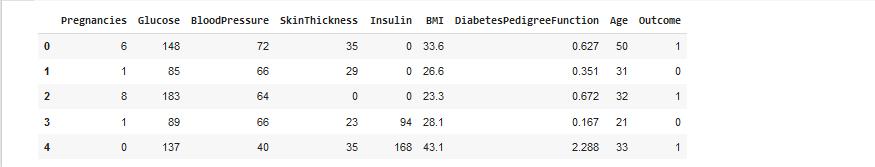 Pregnancies Glucose BloodPressure SkinThickness Insulin BMI DiabetesPedigreeFunction Age Outcome
0 6 148 72 35 0 33.6 0.627 50 1
1 1 85 66 29 0 26.6 0.351 31 0
2 8 183 64 0 0 23.3 0.672 32 1
3 1 89 66 23 94 28.1 0.167 21 0
4 0 137 40 35 168 43.1 2.288 33 1